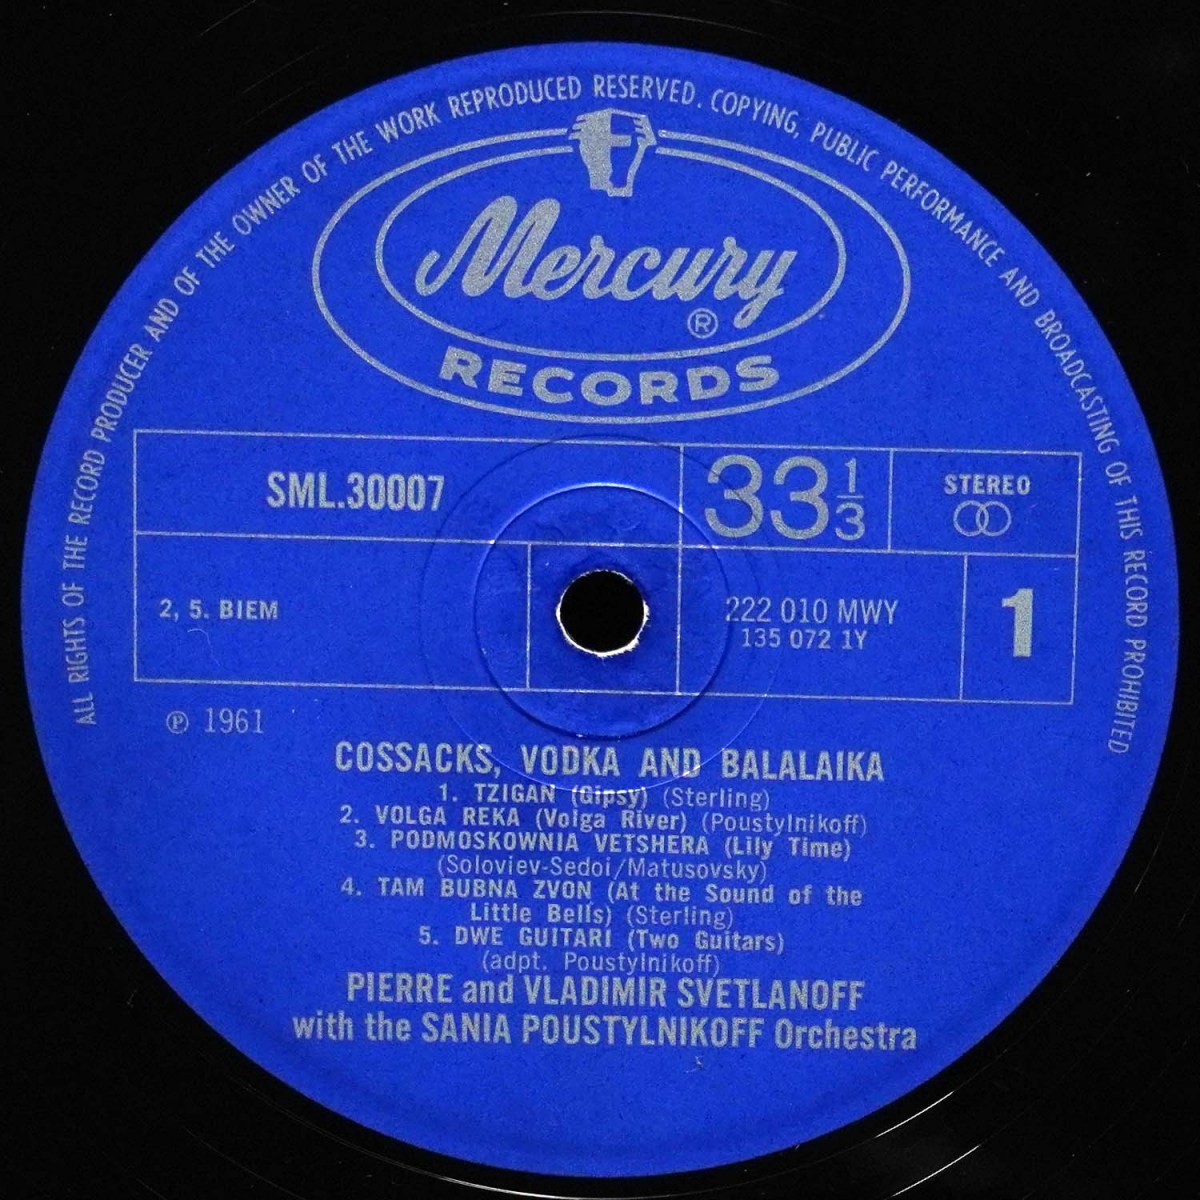 ALL RIGHTS OF THE RECORD PRODUCER AND OF THE OWNER OF THE WORK REPRODUCED RESERVED. COPYING, PUBLIC PERFORMANCE AND BROADCASTING OF THIS RECORD PROHIBITED
Mercury
®
RECORDS
SML.30007
33 1/3
STEREO
2, 5. BIEM
222 010 MWY
135 072 1Y
1
℗ 1961
COSSACKS, VODKA AND BALALAIKA
1. TZIGAN (Gipsy) (Sterling)
2. VOLGA REKA (Volga River) (Poustylnikoff)
3. PODMOSKOWNIA VETSHERA (Lily Time)
(Soloviev-Sedoi/Matusovsky)
4. TAM BUBNA ZVON (At the Sound of the
Little Bells) (Sterling)
5. DWE GUITARI (Two Guitars)
(adpt. Poustylnikoff)
PIERRE and VLADIMIR SVETLANOFF
with the SANIA POUSTYLNIKOFF Orchestra